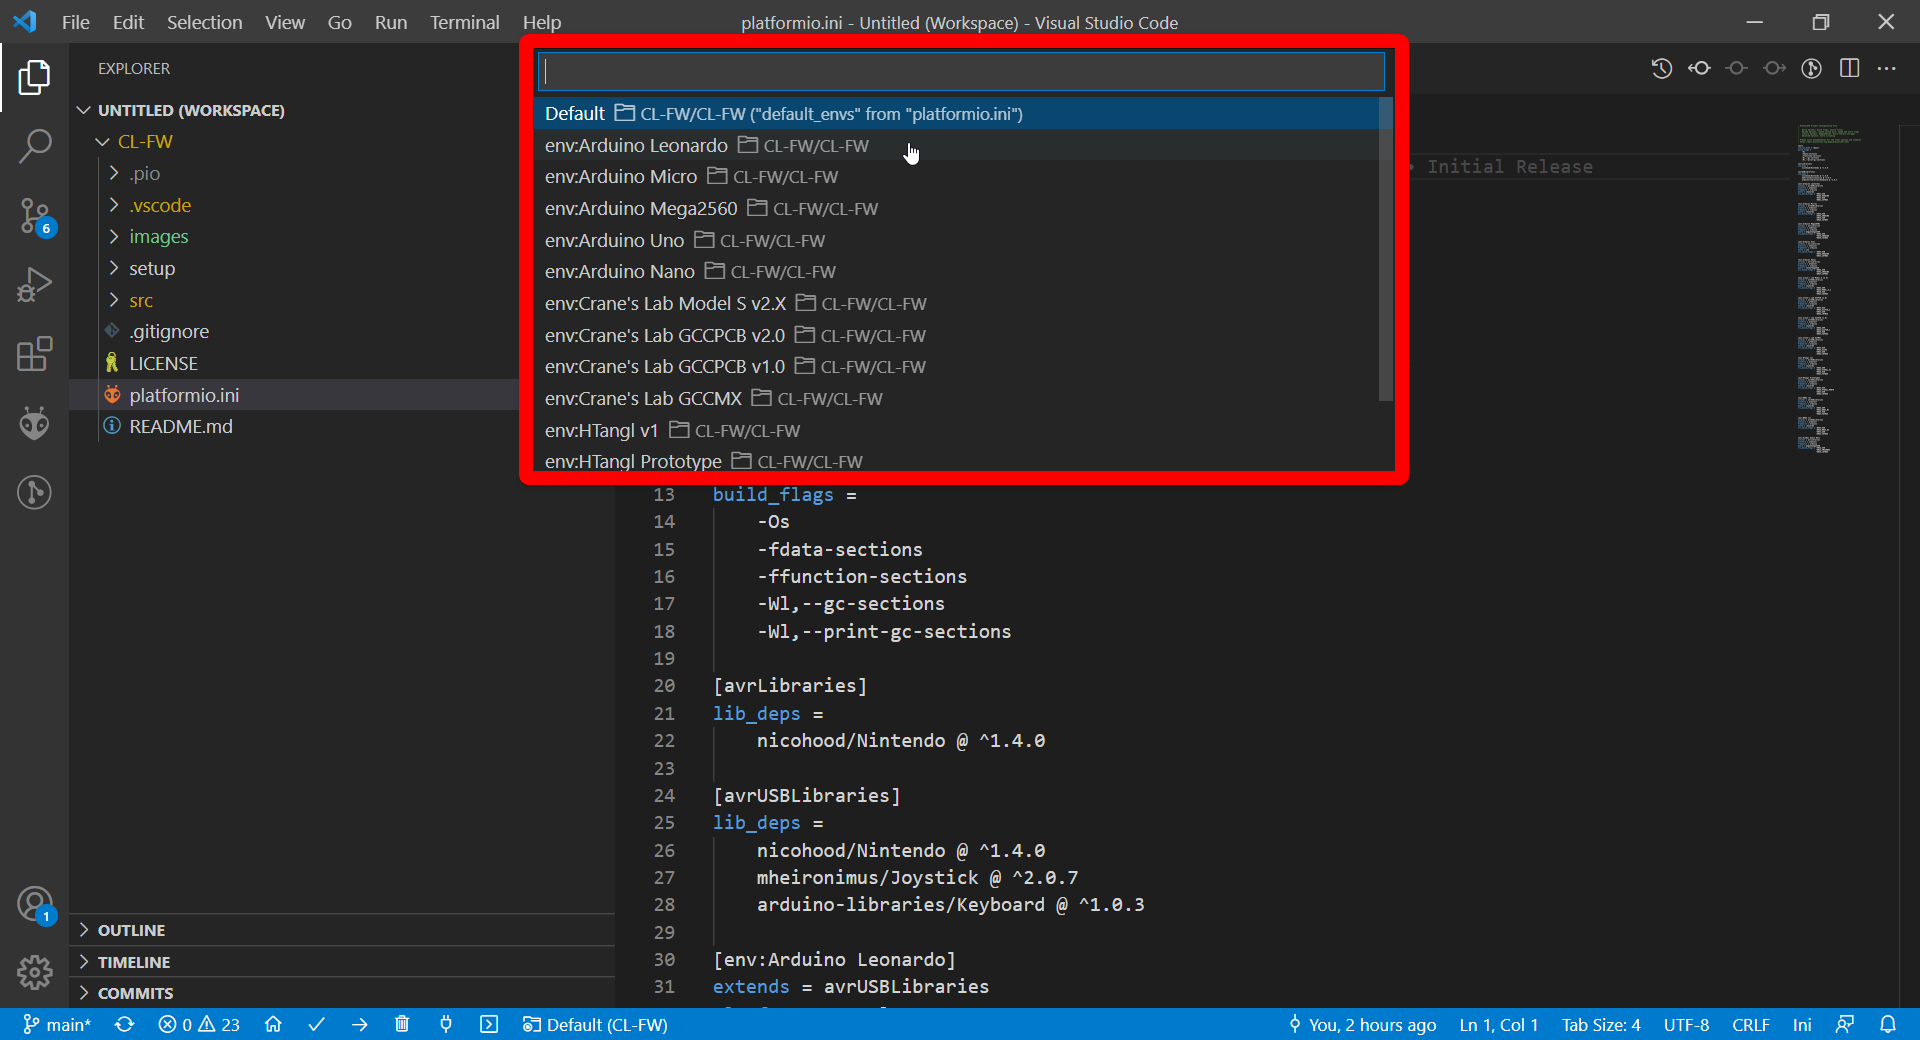 File Edit Selection View Go Run Terminal Help platformio.ini - Untitled (Workspace) - Visual Studio Code
EXPLORER
UNTITLED (WORKSPACE)
CL-FW
.pio
.vscode
images
setup
src
.gitignore
LICENSE
platformio.ini
README.md
6
1
OUTLINE
TIMELINE
COMMITS
Default CL-FW/CL-FW ("default_envs" from "platformio.ini")
env:Arduino Leonardo CL-FW/CL-FW
env:Arduino Micro CL-FW/CL-FW
env:Arduino Mega2560 CL-FW/CL-FW
env:Arduino Uno CL-FW/CL-FW
env:Arduino Nano CL-FW/CL-FW
env:Crane's Lab Model S v2.X CL-FW/CL-FW
env:Crane's Lab GCCPCB v2.0 CL-FW/CL-FW
env:Crane's Lab GCCPCB v1.0 CL-FW/CL-FW
env:Crane's Lab GCCMX CL-FW/CL-FW
env:HTangl v1 CL-FW/CL-FW
env:HTangl Prototype CL-FW/CL-FW
• Initial Release
13 build_flags =
14 -Os
15 -fdata-sections
16 -ffunction-sections
17 -Wl,--gc-sections
18 -Wl,--print-gc-sections
19
20 [avrLibraries]
21 lib_deps =
22 nicohood/Nintendo @ ^1.4.0
23
24 [avrUSBLibraries]
25 lib_deps =
26 nicohood/Nintendo @ ^1.4.0
27 mheironimus/Joystick @ ^2.0.7
28 arduino-libraries/Keyboard @ ^1.0.3
29
30 [env:Arduino Leonardo]
31 extends = avrUSBLibraries
main* 0 23 Default (CL-FW) You, 2 hours ago Ln 1, Col 1 Tab Size: 4 UTF-8 CRLF Ini